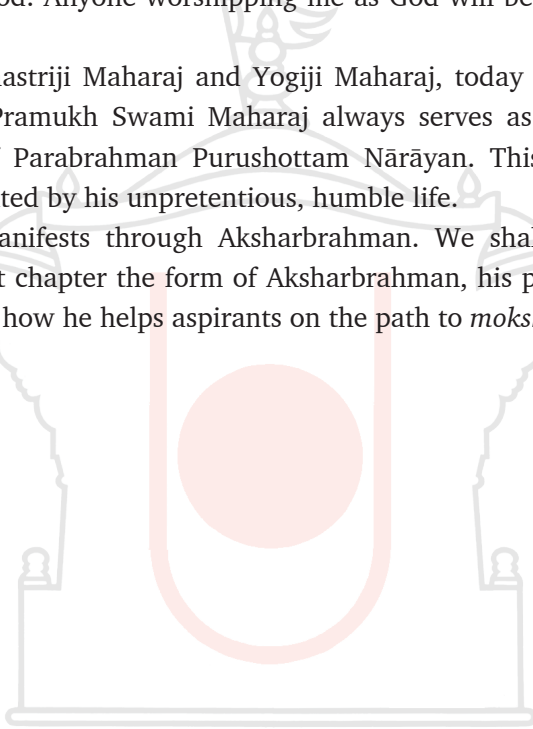 od. Anyone worshipping me as God will be
astriji Maharaj and Yogiji Maharaj, today
Pramukh Swami Maharaj always serves as
Parabrahman Purushottam Nārāyan. This
ted by his unpretentious, humble life.
anifests through Aksharbrahman. We shal
t chapter the form of Aksharbrahman, his p
how he helps aspirants on the path to moks